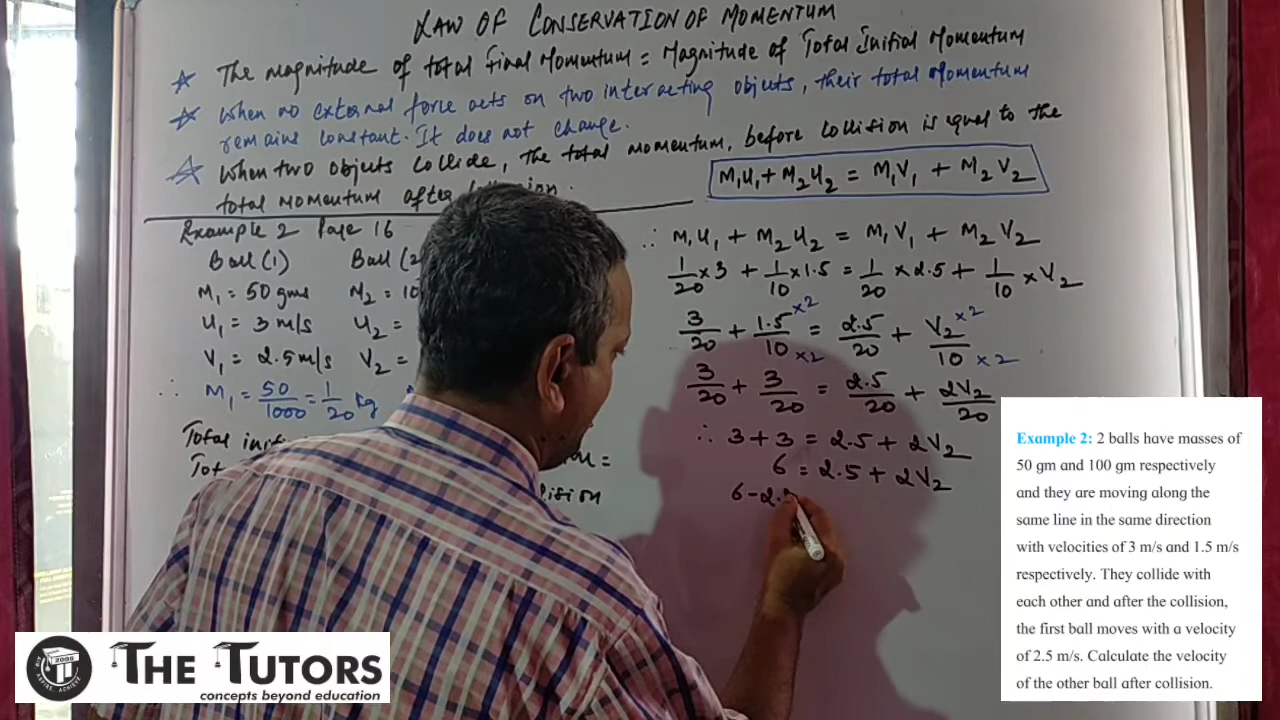 LAW OF CONSERVATION OF MOMENTUM
☆ The magnitude of total Final Momentum = Magnitude of Total Initial Momentum
☆ When no external force acts on two interacting objects, their total Momentum
remains constant. It does not change.
☆ When two objects collide, the total momentum, before collision is equal to the
total momentum after
M₁U₁ + M₂U₂ = M₁V₁ + M₂V₂
Example 2 Page 16
Ball (1) Ball (2
M₁ = 50 gms M₂ = 10
U₁ = 3 m/s U₂ =
V₁ = 2.5 m/s V₂ =
∴ M₁ = 50/1000 = 1/20 kg
Total
∴ M₁U₁ + M₂U₂ = M₁V₁ + M₂V₂
1/20 × 3 + 1/10 × 1.5 = 1/20 × 2.5 + 1/10 × V₂
3/20 + 1.5/10 ×2 ×2 = 2.5/20 + V₂/10 ×2 ×2
3/20 + 3/20 = 2.5/20 + 2V₂/20
∴ 3 + 3 = 2.5 + 2V₂
6 = 2.5 + 2V₂
6 - 2.
Example 2: 2 balls have masses of
50 gm and 100 gm respectively
and they are moving along the
same line in the same direction
with velocities of 3 m/s and 1.5 m/s
respectively. They collide with
each other and after the collision,
the first ball moves with a velocity
of 2.5 m/s. Calculate the velocity
of the other ball after collision.
THE TUTORS
concepts beyond education